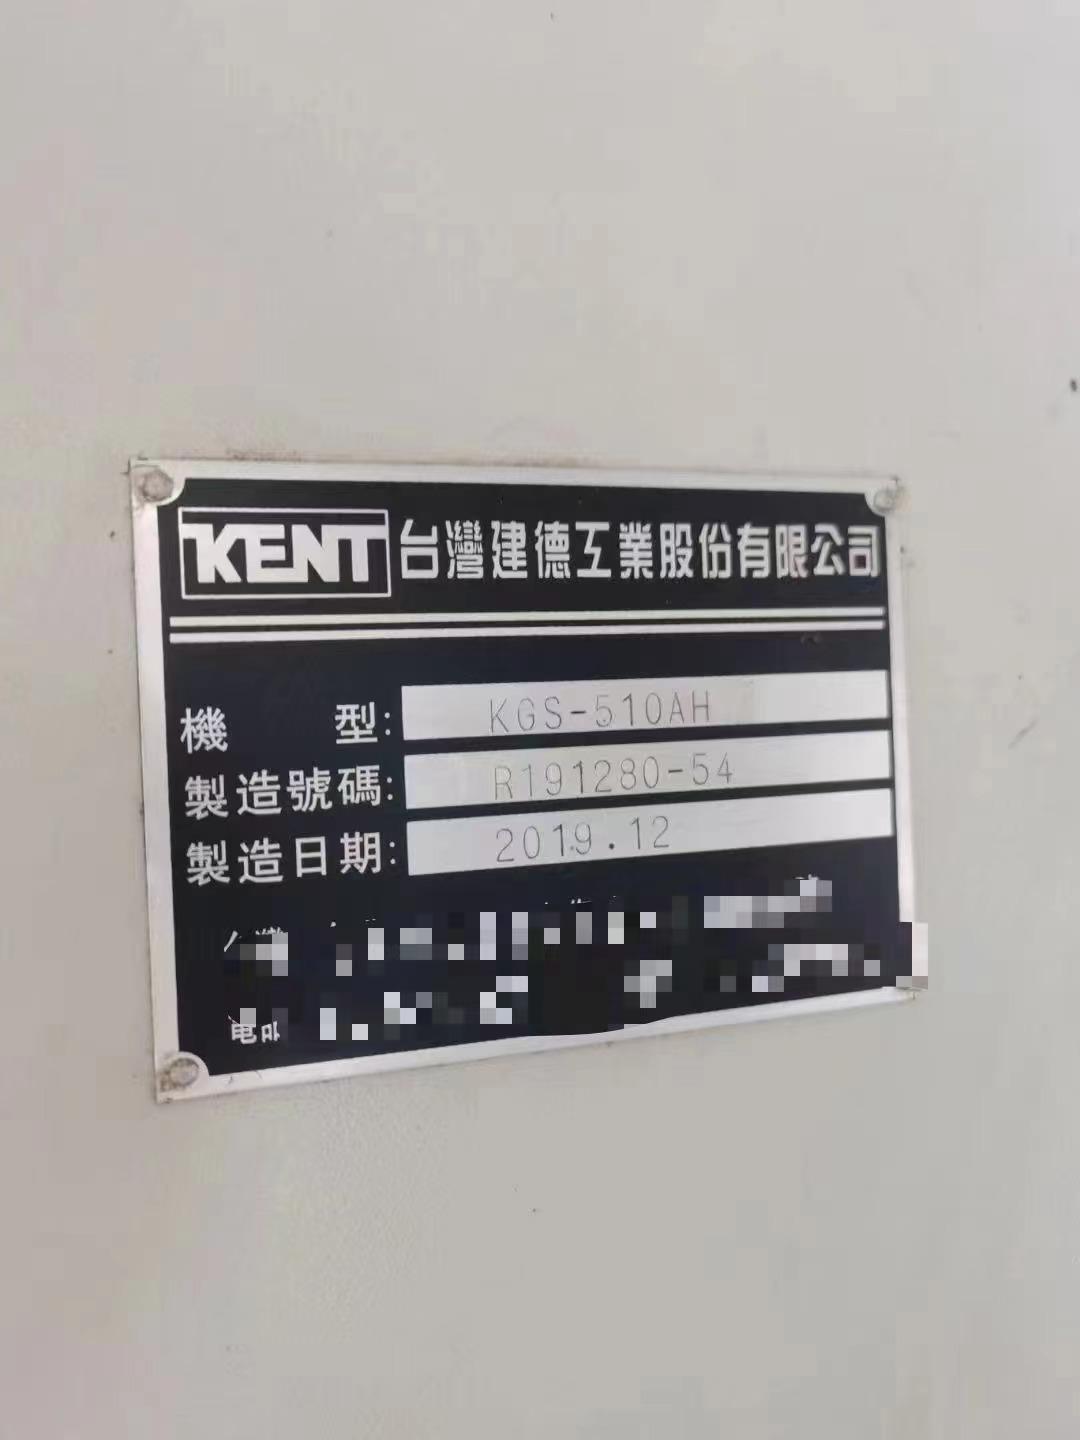 KENT 台灣建德工業股份有限公司
機 型: KGS-510AH
製造號碼: R191280-54
製造日期: 2019.12